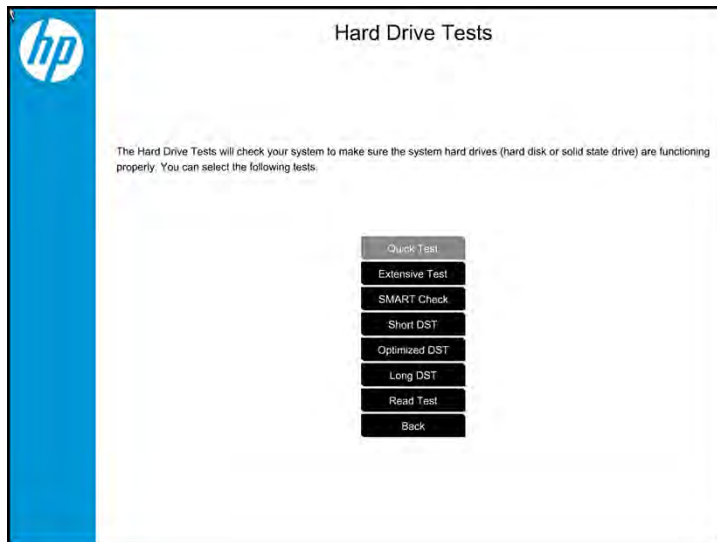 hp
Hard Drive Tests
The Hard Drive Tests will check your system to make sure the system hard drives (hard disk or solid state drive) are functioning
properly. You can select the following tests.
Quick Test
Extensive Test
SMART Check
Short DST
Optimized DST
Long DST
Read Test
Back